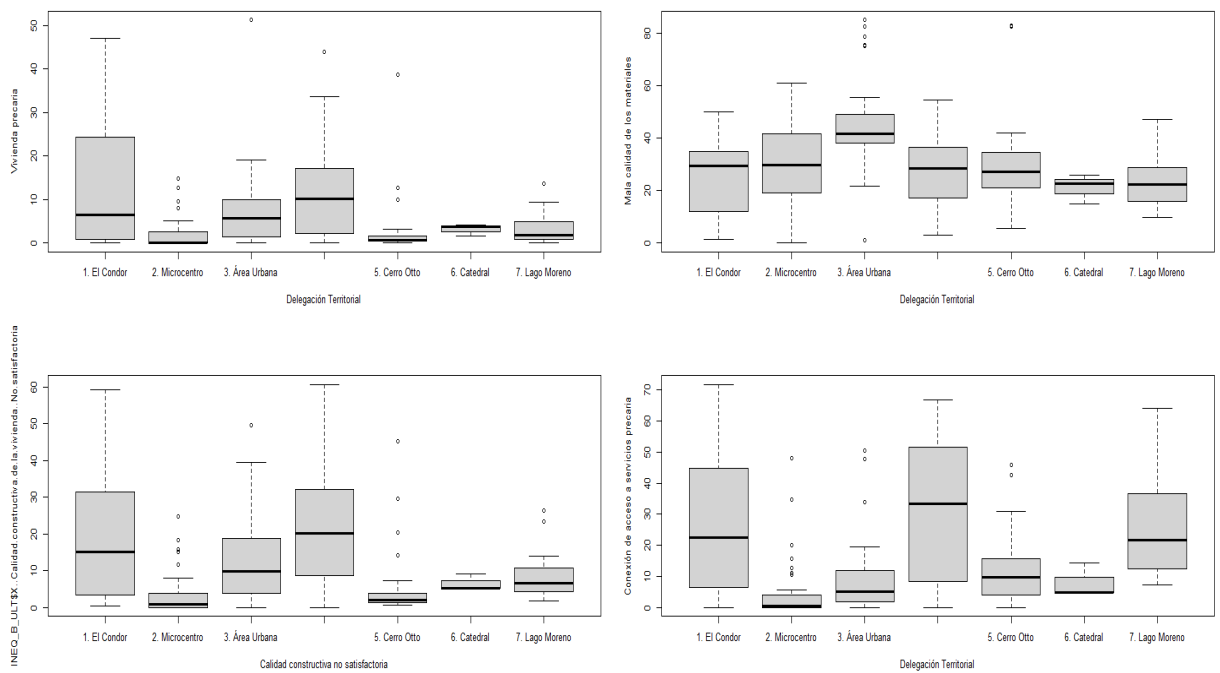 Vivienda precaria
0 10 20 30 40 50
1. El Condor 2. Microcentro 3. Área Urbana 5. Cerro Otto 6. Catedral 7. Lago Moreno
Delegación Territorial
Mala calidad de los materiales
0 20 40 60 80
1. El Condor 2. Microcentro 3. Área Urbana 5. Cerro Otto 6. Catedral 7. Lago Moreno
Delegación Territorial
INEQ_B_ULT$X..Calidad.constructiva.de.la.vivienda..No.satisfactoria
0 10 20 30 40 50 60
1. El Condor 2. Microcentro 3. Área Urbana 5. Cerro Otto 6. Catedral 7. Lago Moreno
Calidad constructiva no satisfactoria
Conexión de acceso a servicios precaria
0 10 20 30 40 50 60 70
1. El Condor 2. Microcentro 3. Área Urbana 5. Cerro Otto 6. Catedral 7. Lago Moreno
Delegación Territorial